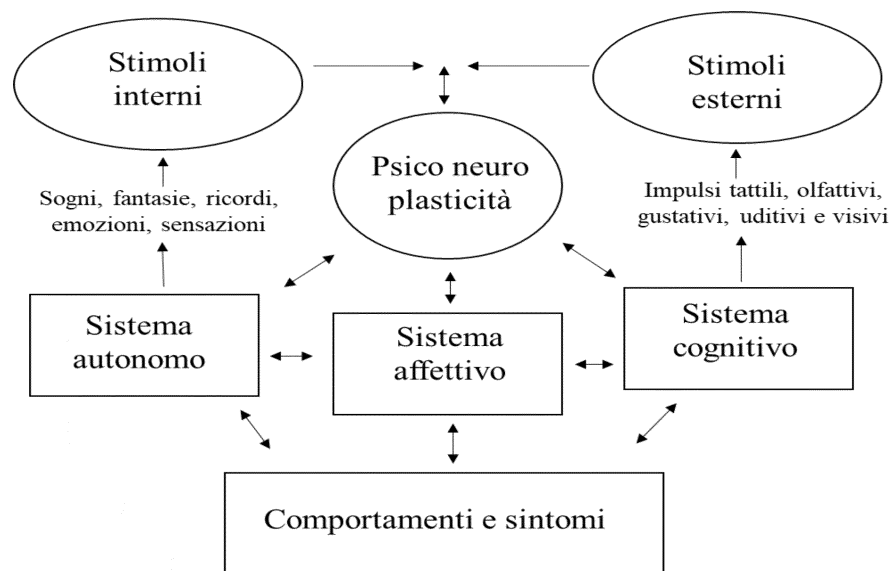 Stimoli
interni
Stimoli
esterni
Psico neuro
plasticità
Sogni, fantasie, ricordi,
emozioni, sensazioni
Impulsi tattili, olfattivi,
gustativi, uditivi e visivi
Sistema
autonomo
Sistema
affettivo
Sistema
cognitivo
Comportamenti e sintomi